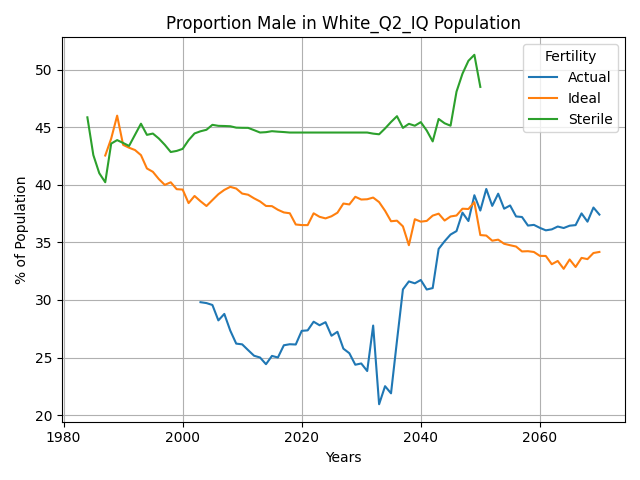 Proportion Male in White_Q2_IQ Population
% of Population
50
45
40
35
30
25
20
Fertility
Actual
Ideal
Sterile
1980
2000
2020
2040
2060
Years